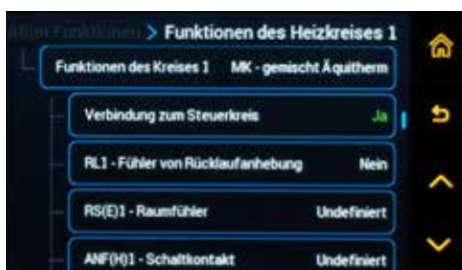 Funktionen > Funktionen des Heizkreises 1
Funktionen des Kreises 1 MK - gemischt Äquitherm
Verbindung zum Steuerkreis Ja
RL1 - Fühler von Rücklaufanhebung Nein
RS(E)1 - Raumfühler Undefiniert
ANF(H)1 - Schaltkontakt Undefiniert